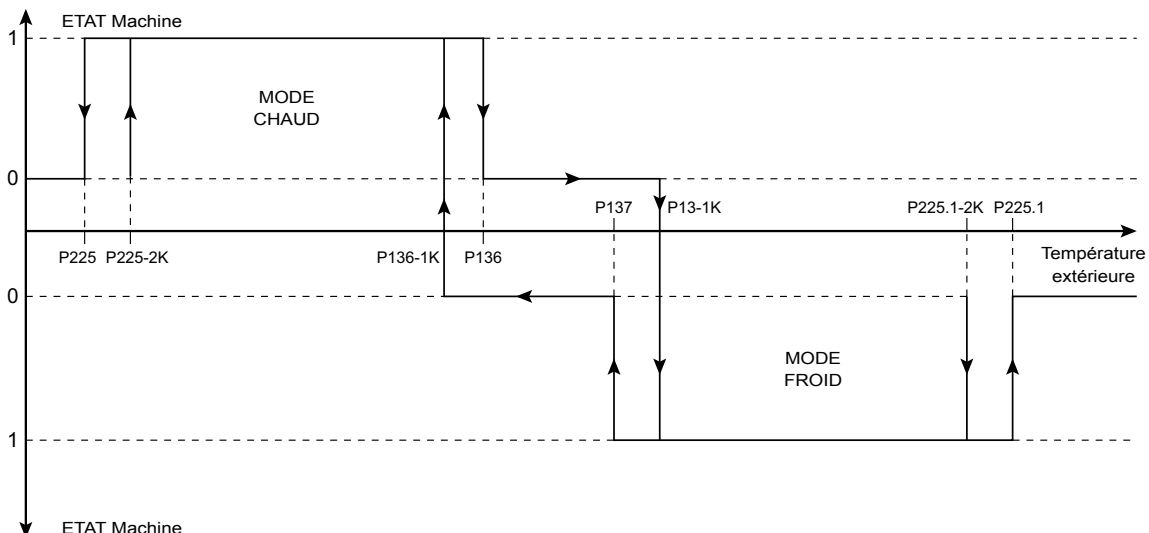 ETAT Machine
1
MODE
CHAUD
0
P137
P13-1K
P225.1-2K
P225.1
P225
P225-2K
P136-1K
P136
Température
extérieure
0
MODE
FROID
1
ETAT Machine